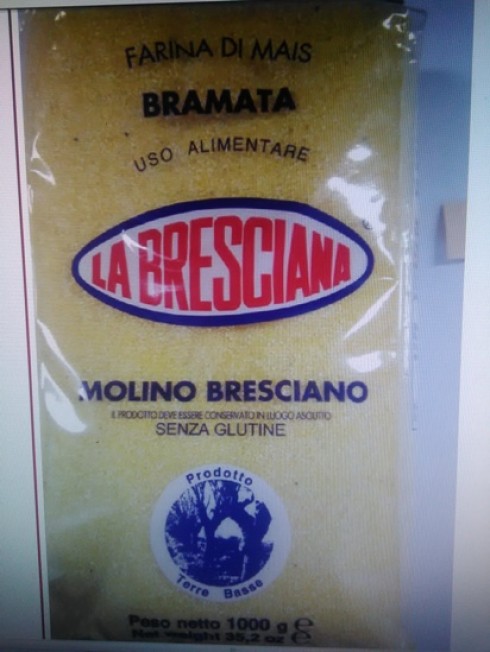 FARINA DI MAIS
BRAMATA
USO ALIMENTARE
LA BRESCIANA
MOLINO BRESCIANO
IL PRODOTTO DEVE ESSERE CONSERVATO IN LUOGO ASCIUTTO
SENZA GLUTINE
Prodotto
Terre Basse
Peso netto 1000 g e
Net weight 35,2 oz e